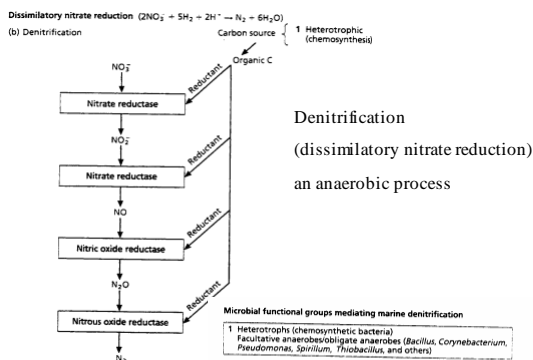 Dissimilatory nitrate reduction (2NO₃⁻ + 5H₂ + 2H⁺ → N₂ + 6H₂O)
(b) Denitrification
Carbon source
1 Heterotrophic
(chemosynthesis)
Organic C
NO₃⁻
Reductant
Nitrate reductase
NO₂⁻
Reductant
Nitrate reductase
NO
Reductant
Nitric oxide reductase
N₂O
Reductant
Nitrous oxide reductase
N₂
Denitrification
(dissimilatory nitrate reduction)
an anaerobic process
Microbial functional groups mediating marine denitrification
1 Heterotrophs (chemosynthetic bacteria)
Facultative anaerobes/obligate anaerobes (Bacillus, Corynebacterium,
Pseudomonas, Spirillum, Thiobacillus, and others)